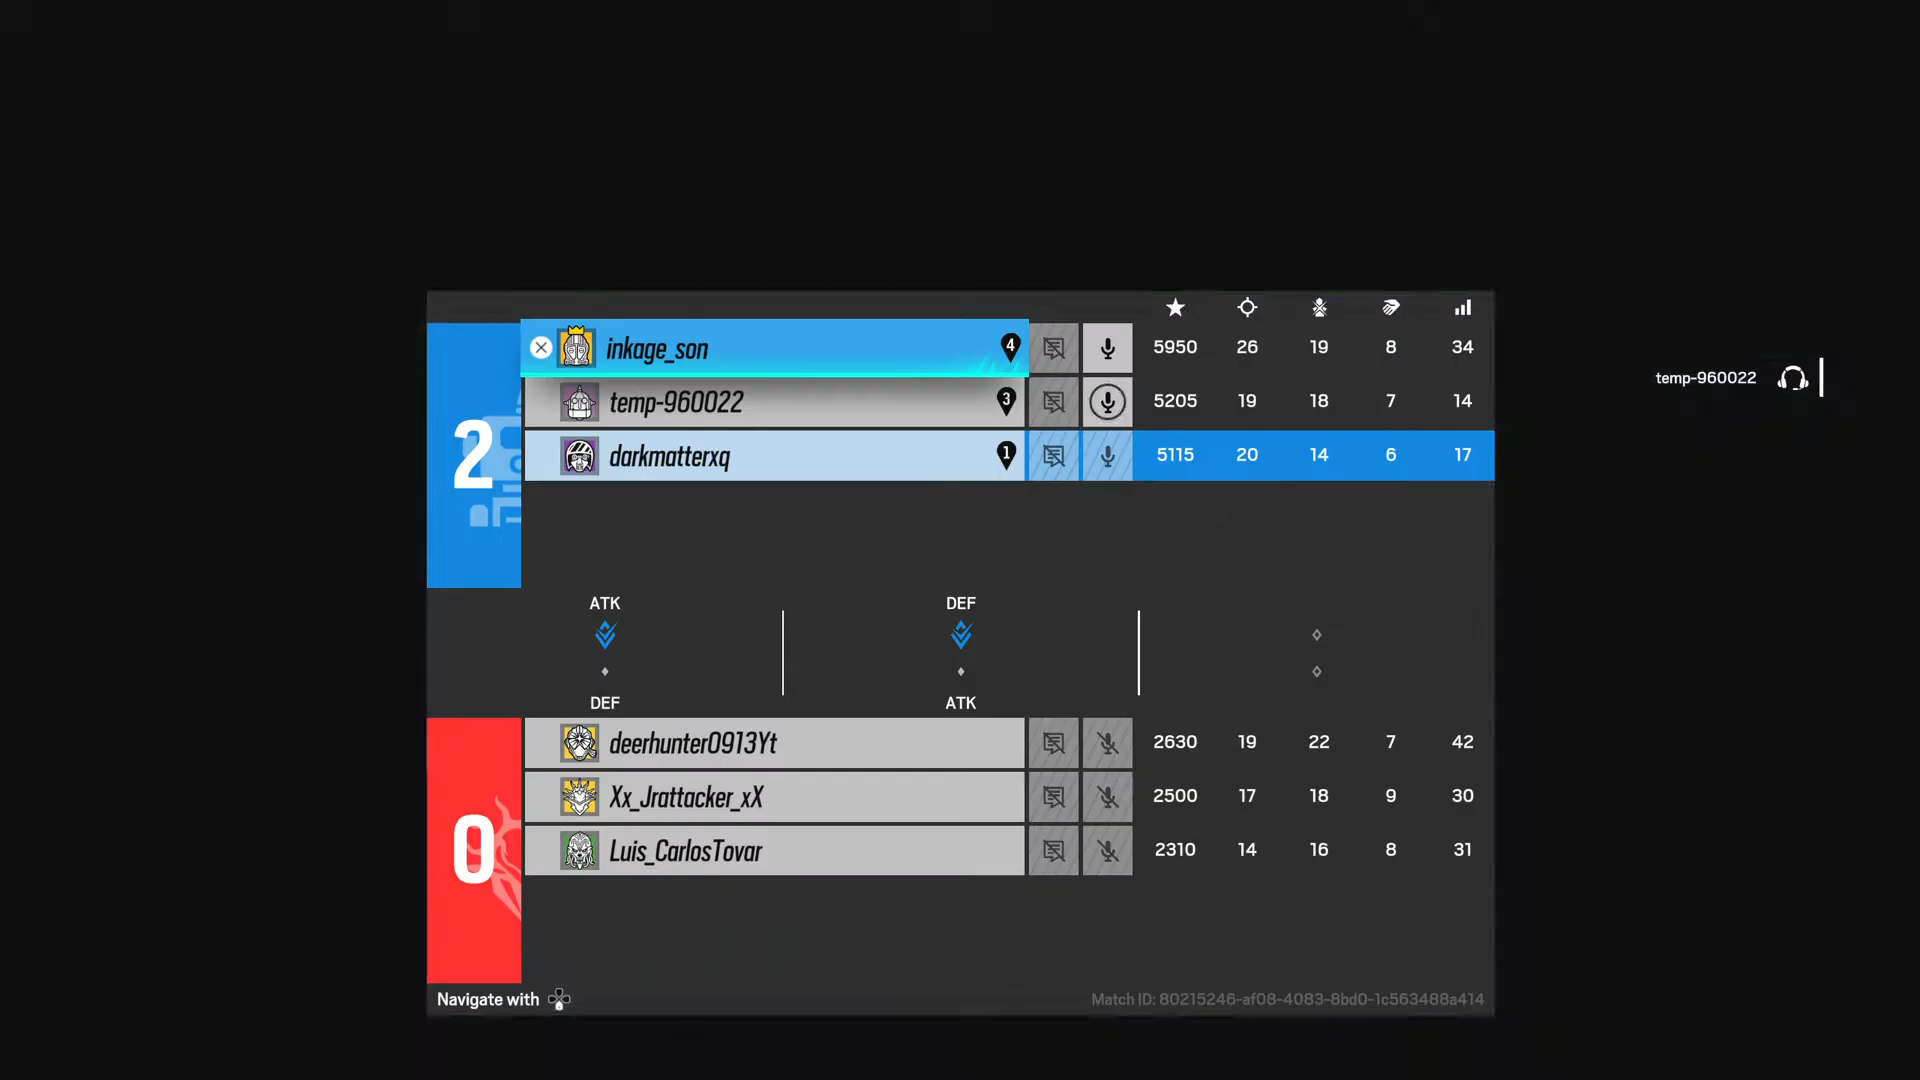 inkage_son 4 5950 26 19 8 34
temp-960022 3 5205 19 18 7 14
temp-960022
2
darkmatterxq 1 5115 20 14 6 17
ATK DEF
DEF ATK
deerhunter0913Yt 2630 19 22 7 42
Xx_Jrattacker_xX 2500 17 18 9 30
0
Luis_CarlosTovar 2310 14 16 8 31
Navigate with
Match ID: 80215246-af08-4083-8bd0-1c563488a414